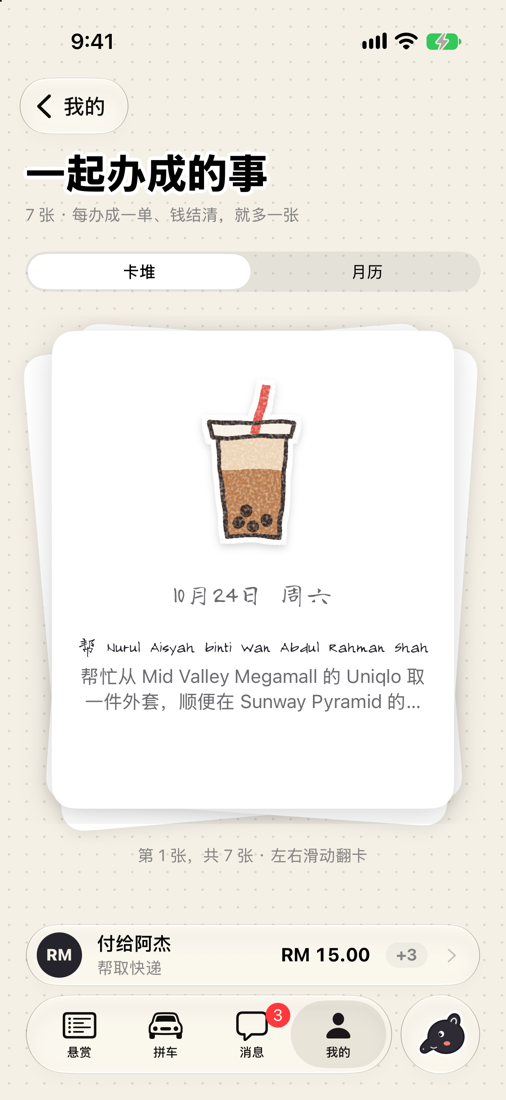 9:41
我的
一起办成的事
7 张 · 每办成一单、钱结清，就多一张
卡堆
月历
10月24日 周六
帮 Nurul Aisyah binti Wan Abdul Rahman Shah
帮忙从 Mid Valley Megamall 的 Uniqlo 取
一件外套，顺便在 Sunway Pyramid 的...
第 1 张，共 7 张 · 左右滑动翻卡
RM
付给阿杰
帮取快递
RM 15.00
+3
悬赏
拼车
3
消息
我的